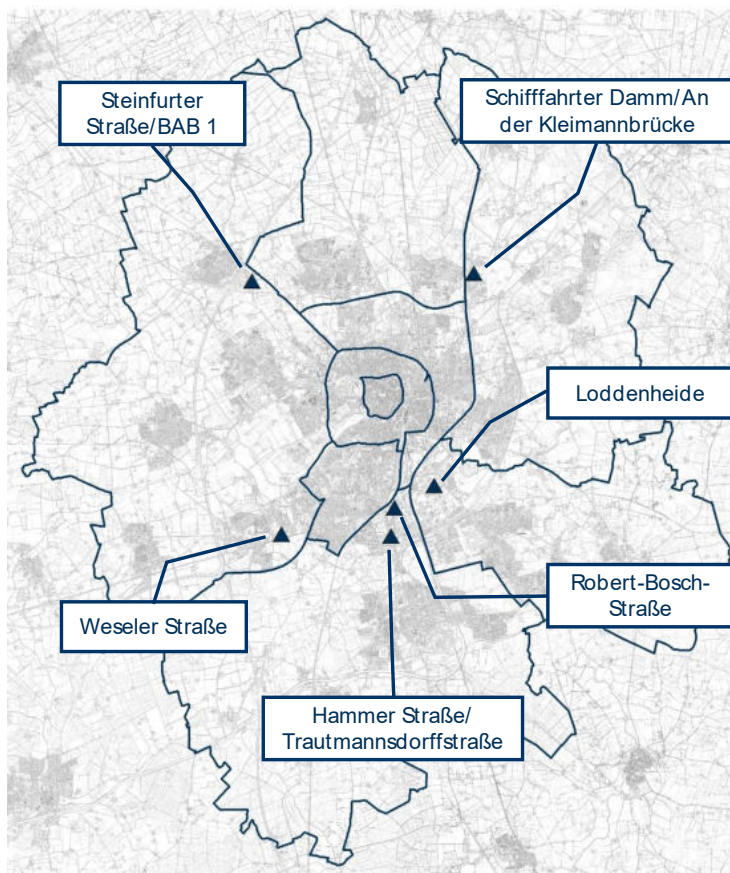 Steinfurter
Straße/BAB 1
Schifffahrter Damm/An
der Kleimannbrücke
Loddenheide
Robert-Bosch-
Straße
Weseler Straße
Hammer Straße/
Trautmannsdorffstraße